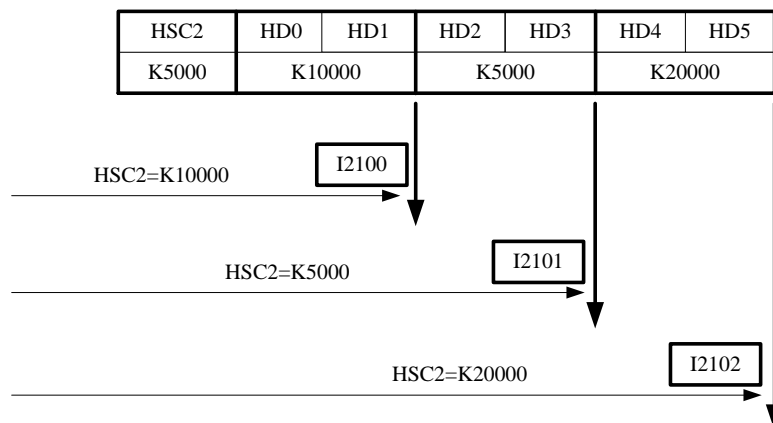 HSC2 HD0 HD1 HD2 HD3 HD4 HD5
K5000 K10000 K5000 K20000
I2100
HSC2=K10000
I2101
HSC2=K5000
I2102
HSC2=K20000